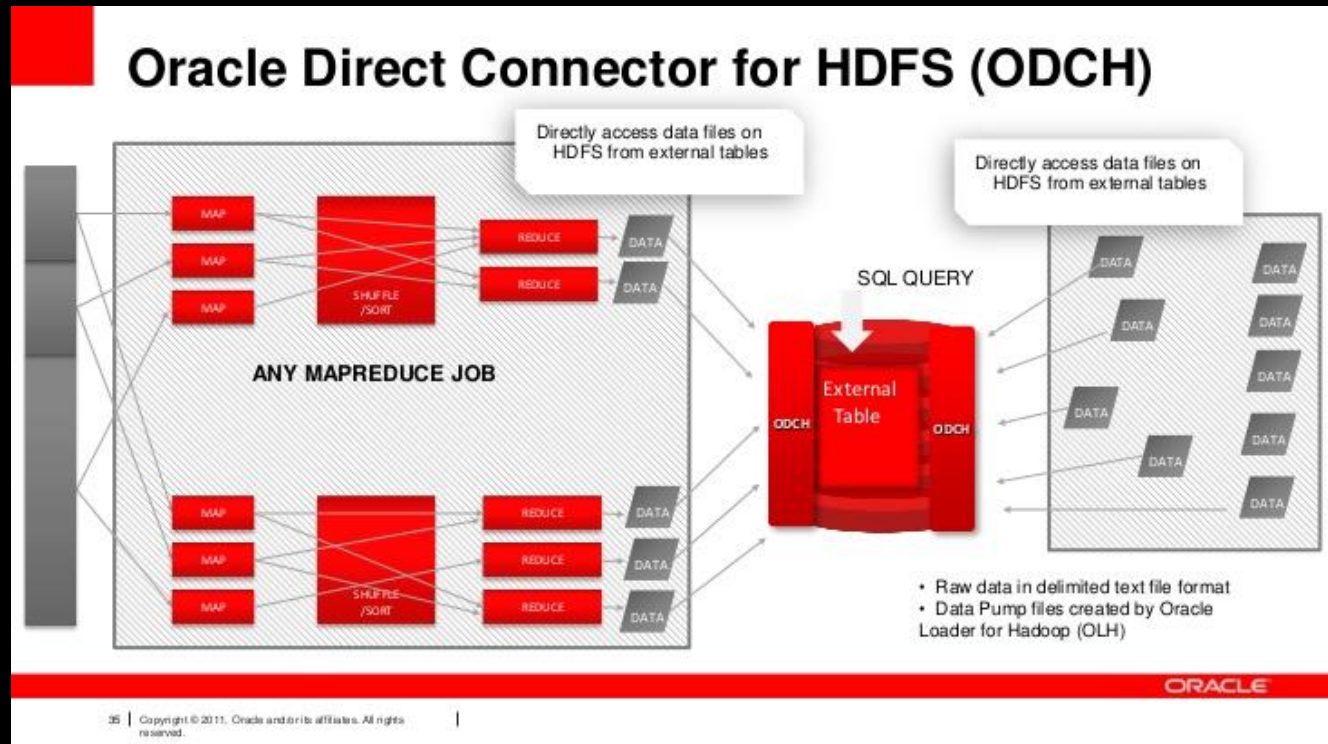 Oracle Direct Connector for HDFS (ODCH)
Directly access data files on
HDFS from external tables
Directly access data files on
HDFS from external tables
MAP
MAP
MAP
SHUFFLE
/SORT
REDUCE
REDUCE
DATA
DATA
ANY MAPREDUCE JOB
MAP
MAP
MAP
SHUFFLE
/SORT
REDUCE
REDUCE
REDUCE
DATA
DATA
DATA
SQL QUERY
ODCH
External
Table
ODCH
DATA
DATA
DATA
DATA
DATA
DATA
DATA
DATA
DATA
• Raw data in delimited text file format
• Data Pump files created by Oracle
Loader for Hadoop (OLH)
ORACLE
35 | Copyright © 2011, Oracle and/or its affiliates. All rights
reserved.